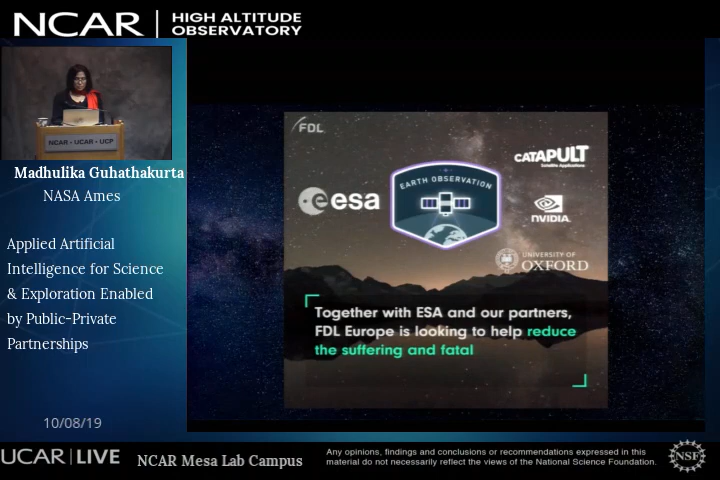 NCAR | HIGH ALTITUDE
OBSERVATORY
NCAR • UCAR • UCP
Madhulika Guhathakurta
NASA Ames
Applied Artificial
Intelligence for Science
& Exploration Enabled
by Public-Private
Partnerships
10/08/19
FDL
esa
EARTH OBSERVATION
CATAPULT
Satellite Applications
NVIDIA.
UNIVERSITY OF
OXFORD
Together with ESA and our partners,
FDL Europe is looking to help reduce
the suffering and fatal
UCAR | LIVE
NCAR Mesa Lab Campus
Any opinions, findings and conclusions or recommendations expressed in this
material do not necessarily reflect the views of the National Science Foundation.
NSF